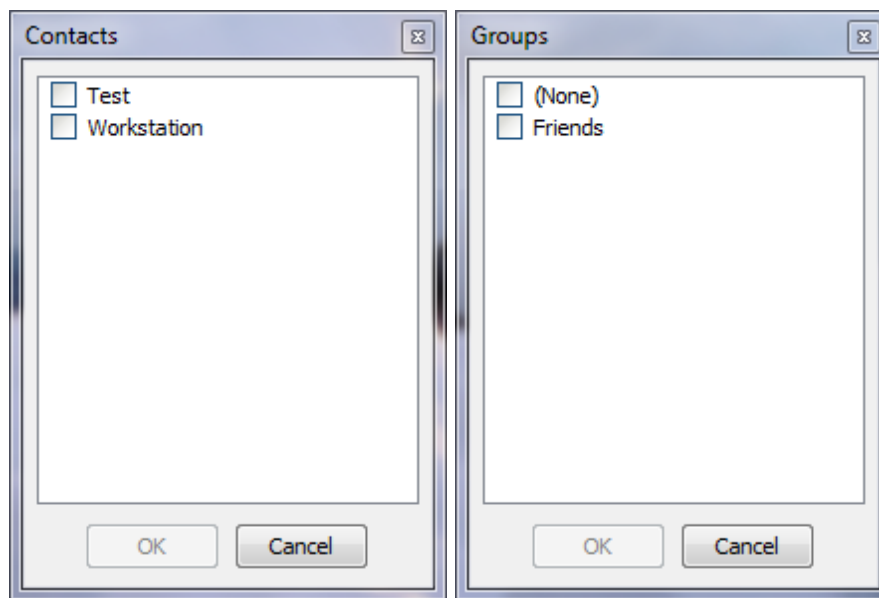 Contacts
Test
Workstation
OK Cancel
Groups
(None)
Friends
OK Cancel